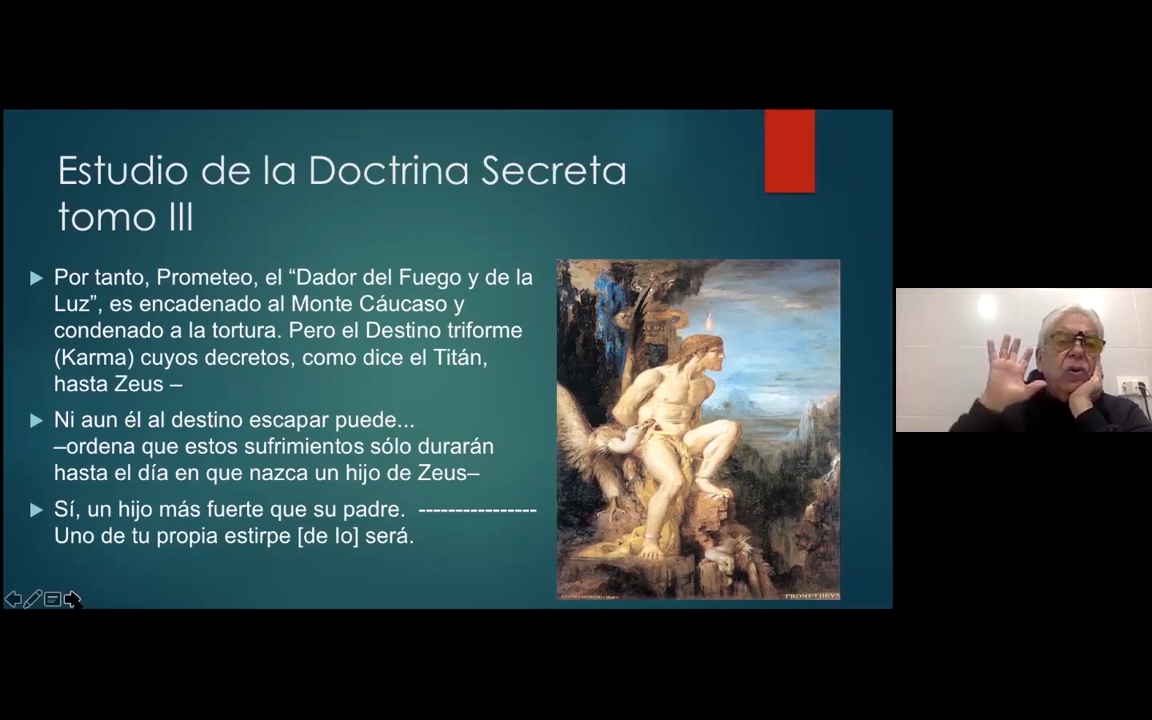 Estudio de la Doctrina Secreta
tomo III
Por tanto, Prometeo, el “Dador del Fuego y de la
Luz”, es encadenado al Monte Cáucaso y
condenado a la tortura. Pero el Destino triforme
(Karma) cuyos decretos, como dice el Titán,
hasta Zeus –
Ni aun él al destino escapar puede...
–ordena que estos sufrimientos sólo durarán
hasta el día en que nazca un hijo de Zeus–
Sí, un hijo más fuerte que su padre. ----------------
Uno de tu propia estirpe [de Io] será.
PROMETHEVS